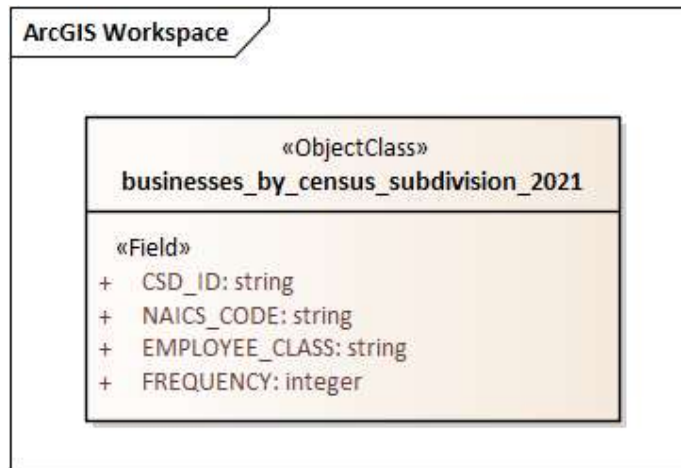 ArcGIS Workspace
«ObjectClass»
businesses_by_census_subdivision_2021
«Field»
+ CSD_ID: string
+ NAICS_CODE: string
+ EMPLOYEE_CLASS: string
+ FREQUENCY: integer